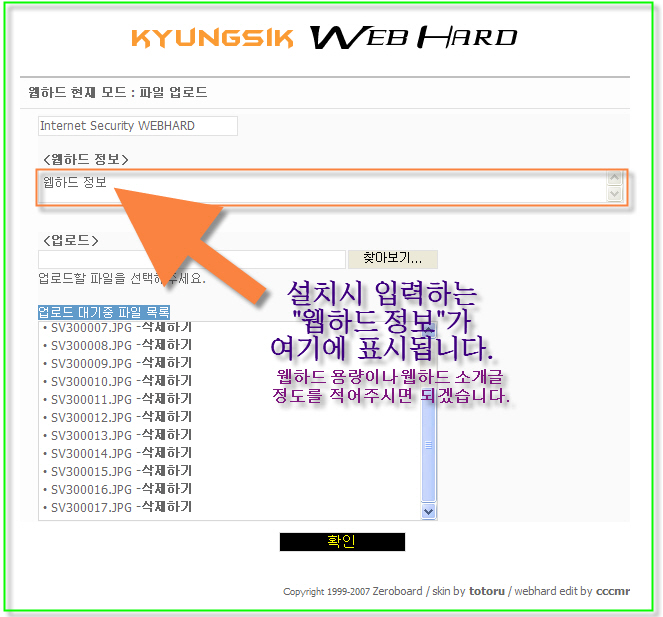 KYUNGSIK WEB HARD
웹하드 현재 모드 : 파일 업로드
Internet Security WEBHARD
<웹하드 정보>
웹하드 정보
<업로드>
찾아보기...
업로드할 파일을 선택해주세요.
설치시 입력하는
"웹하드 정보"가
여기에 표시됩니다.
웹하드 용량이나 웹하드 소개글
정도를 적어주시면 되겠습니다.
업로드 대기중 파일 목록
• SV300007.JPG -삭제하기
• SV300008.JPG -삭제하기
• SV300009.JPG -삭제하기
• SV300010.JPG -삭제하기
• SV300011.JPG -삭제하기
• SV300012.JPG -삭제하기
• SV300013.JPG -삭제하기
• SV300014.JPG -삭제하기
• SV300015.JPG -삭제하기
• SV300016.JPG -삭제하기
• SV300017.JPG -삭제하기
확인
Copyright 1999-2007 Zeroboard / skin by totoru / webhard edit by cccmr